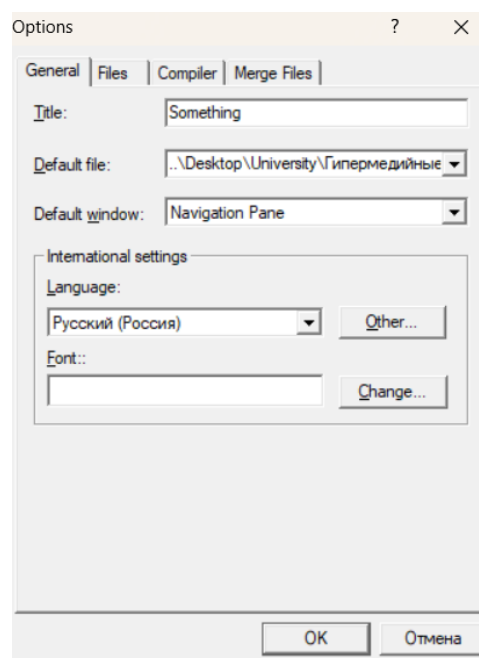 Options ? ×
General Files Compiler Merge Files
Title: Something
Default file: ..\Desktop\University\Гипермедийные
Default window: Navigation Pane
International settings
Language:
Русский (Россия) Other...
Font::
Change...
OK Отмена